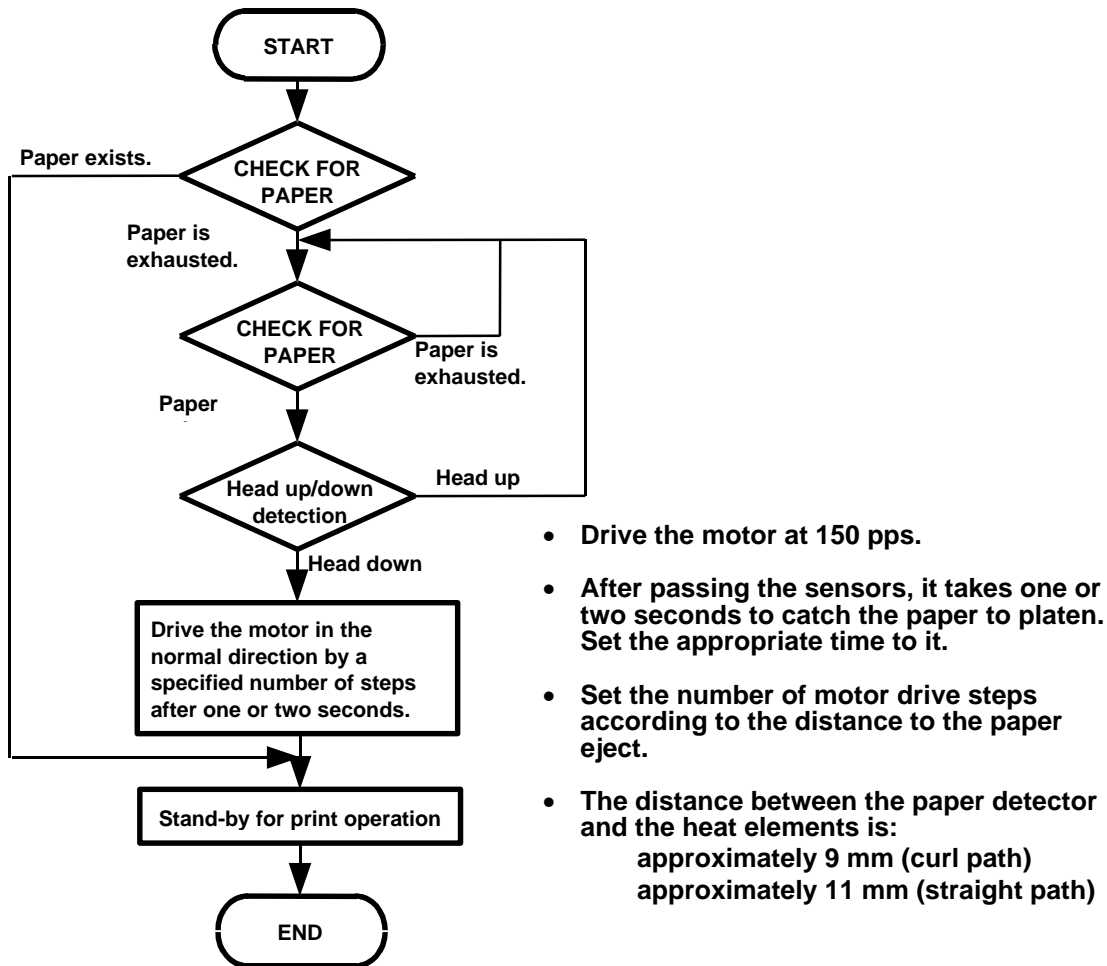 START
Paper exists.
CHECK FOR
PAPER
Paper is
exhausted.
CHECK FOR
PAPER
Paper is
exhausted.
Paper
Head up/down
detection
Head up
Head down
Drive the motor in the
normal direction by a
specified number of steps
after one or two seconds.
Stand-by for print operation
END
• Drive the motor at 150 pps.
• After passing the sensors, it takes one or
two seconds to catch the paper to platen.
Set the appropriate time to it.
• Set the number of motor drive steps
according to the distance to the paper
eject.
• The distance between the paper detector
and the heat elements is:
approximately 9 mm (curl path)
approximately 11 mm (straight path)